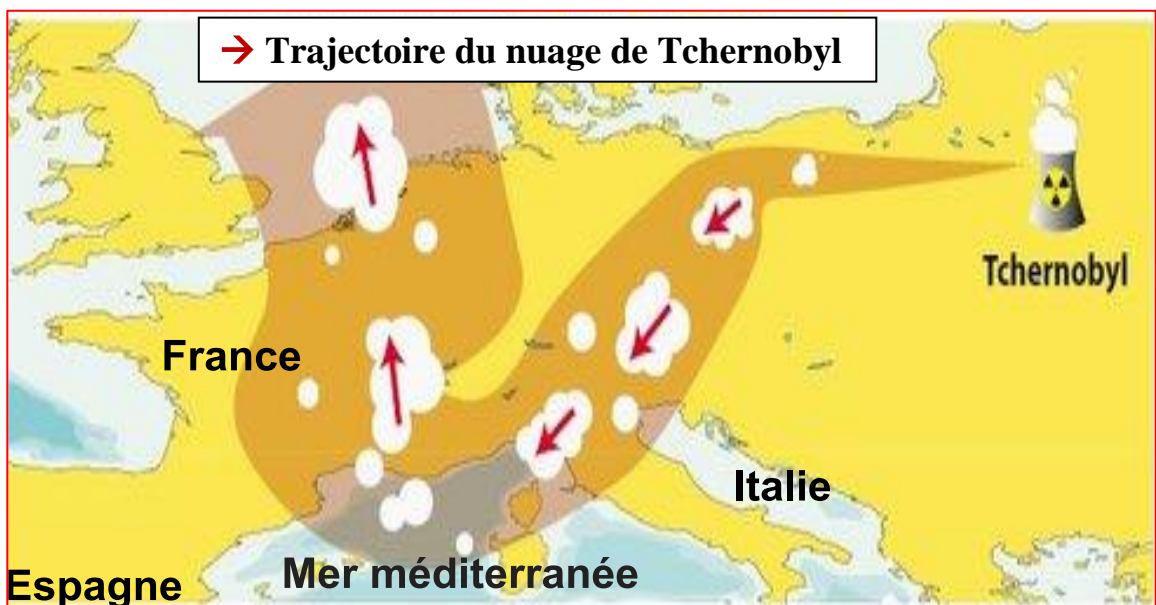 → Trajectoire du nuage de Tchernobyl
Tchernobyl
France
Italie
Mer méditerranée
Espagne